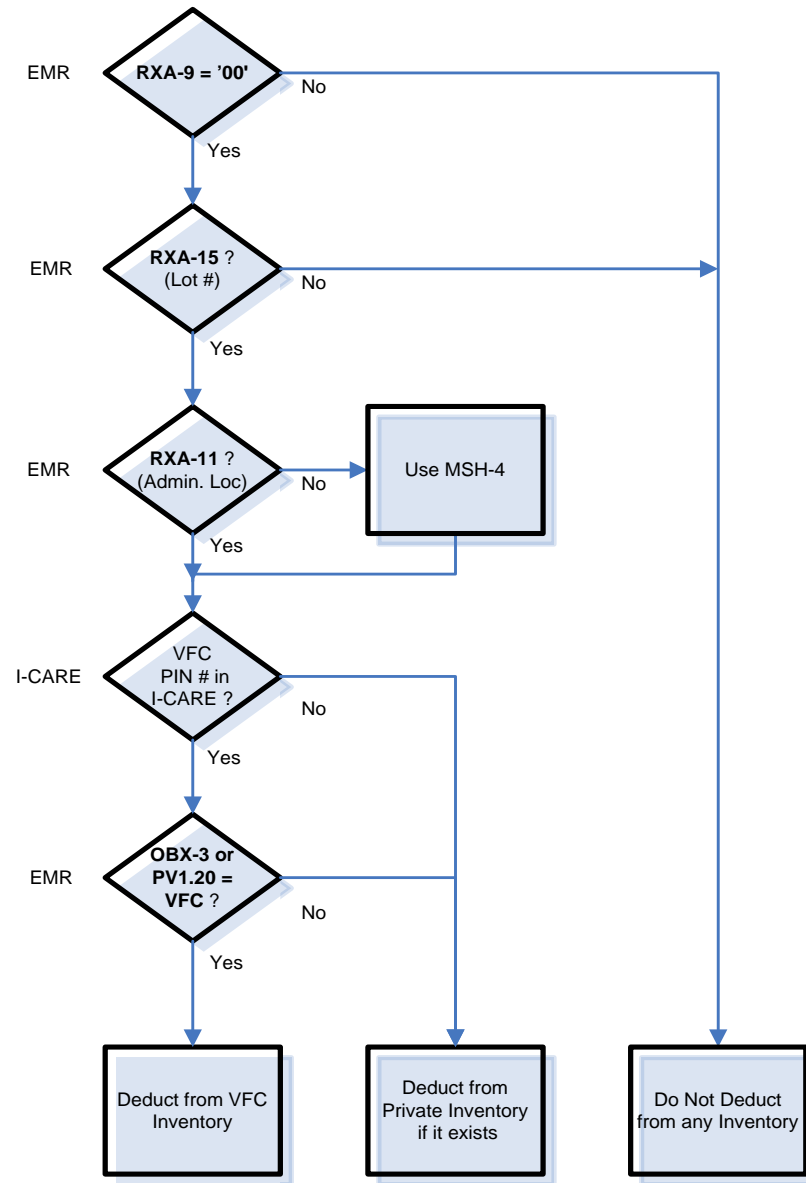 EMR
RXA-9 = ’00'
No
Yes
EMR
RXA-15 ?
(Lot #)
No
Yes
EMR
RXA-11 ?
(Admin. Loc)
No
Use MSH-4
Yes
I-CARE
VFC
PIN # in
I-CARE ?
No
Yes
EMR
OBX-3 or
PV1.20 =
VFC ?
No
Yes
Deduct from VFC
Inventory
Deduct from
Private Inventory
if it exists
Do Not Deduct
from any Inventory